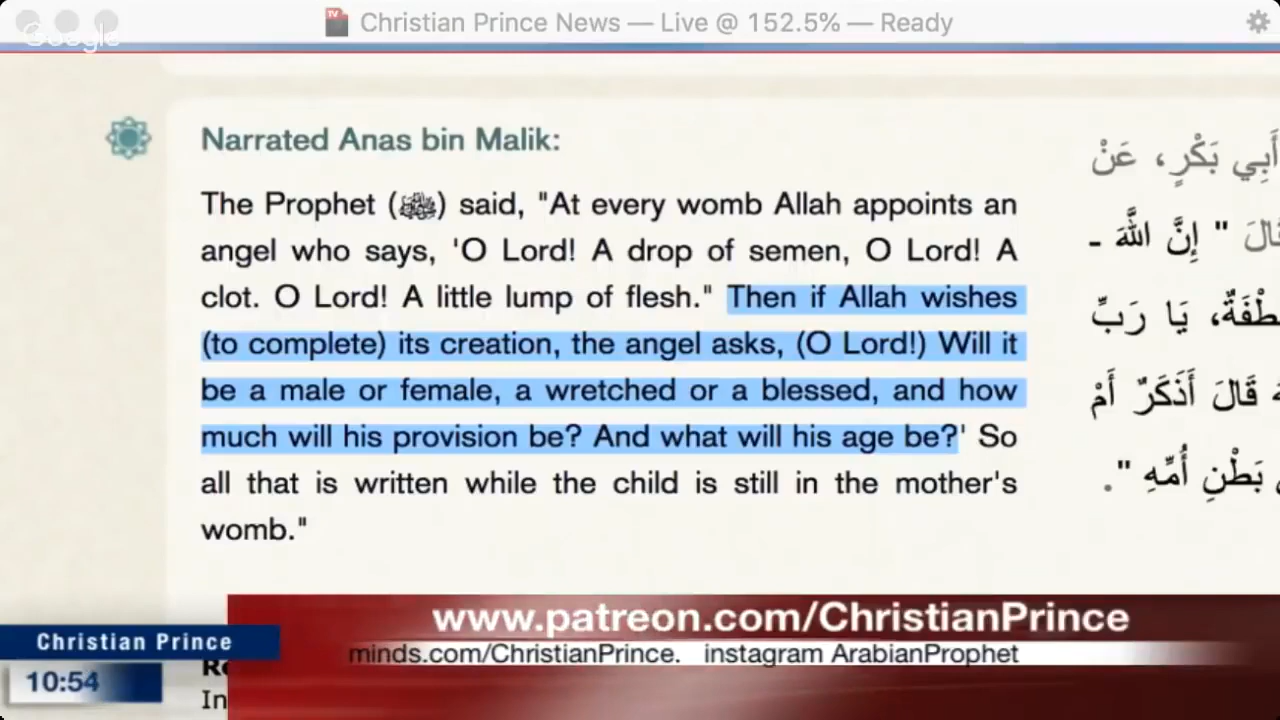 Google
Christian Prince News — Live @ 152.5% — Ready
Narrated Anas bin Malik:
The Prophet (ﷺ) said, "At every womb Allah appoints an
angel who says, 'O Lord! A drop of semen, O Lord! A
clot. O Lord! A little lump of flesh." Then if Allah wishes
(to complete) its creation, the angel asks, (O Lord!) Will it
be a male or female, a wretched or a blessed, and how
much will his provision be? And what will his age be?' So
all that is written while the child is still in the mother's
womb."
أَبِي بَكْرٍ، عَنْ
" إِنَّ اللَّهَ ـ
يَا رَبِّ
قَالَ أَذَكَرٌ أَمْ
بَطْنِ أُمِّهِ ".
www.patreon.com/ChristianPrince
minds.com/ChristianPrince. instagram ArabianProphet
Christian Prince
10:54
In